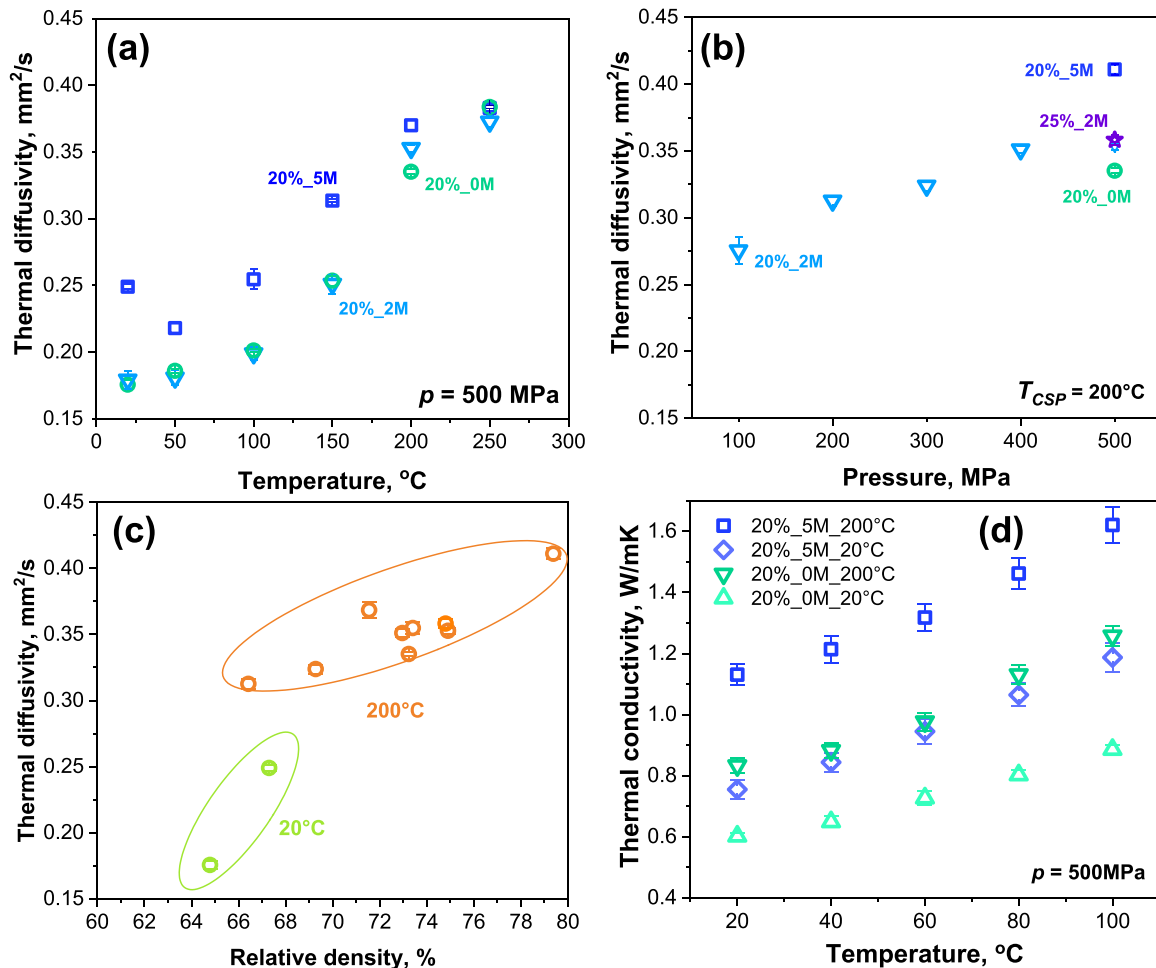 (a)
Thermal diffusivity, mm²/s
0.45
0.40
0.35
0.30
0.25
0.20
0.15
20%_5M
20%_0M
20%_2M
p = 500 MPa
0 50 100 150 200 250 300
Temperature, °C
(b)
Thermal diffusivity, mm²/s
0.45
0.40
0.35
0.30
0.25
0.20
0.15
20%_5M
25%_2M
20%_0M
20%_2M
T_CSP = 200°C
100 200 300 400 500
Pressure, MPa
(c)
Thermal diffusivity, mm²/s
0.45
0.40
0.35
0.30
0.25
0.20
0.15
200°C
20°C
60 62 64 66 68 70 72 74 76 78 80
Relative density, %
(d)
Thermal conductivity, W/mK
1.6
1.4
1.2
1.0
0.8
0.6
0.4
20%_5M_200°C
20%_5M_20°C
20%_0M_200°C
20%_0M_20°C
p = 500MPa
20 40 60 80 100
Temperature, °C